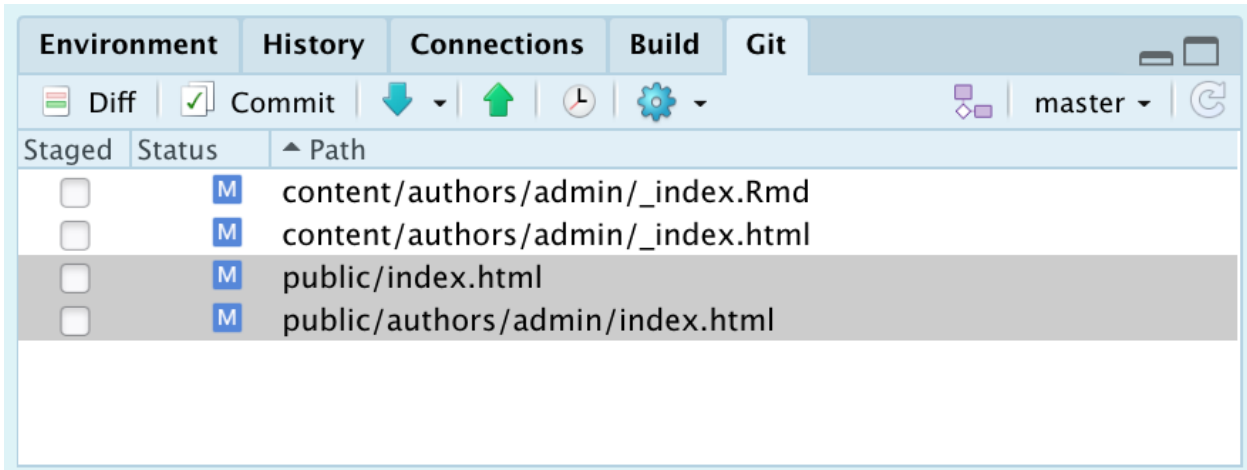 Environment History Connections Build Git
Diff Commit master
Staged Status Path
M content/authors/admin/_index.Rmd
M content/authors/admin/_index.html
M public/index.html
M public/authors/admin/index.html